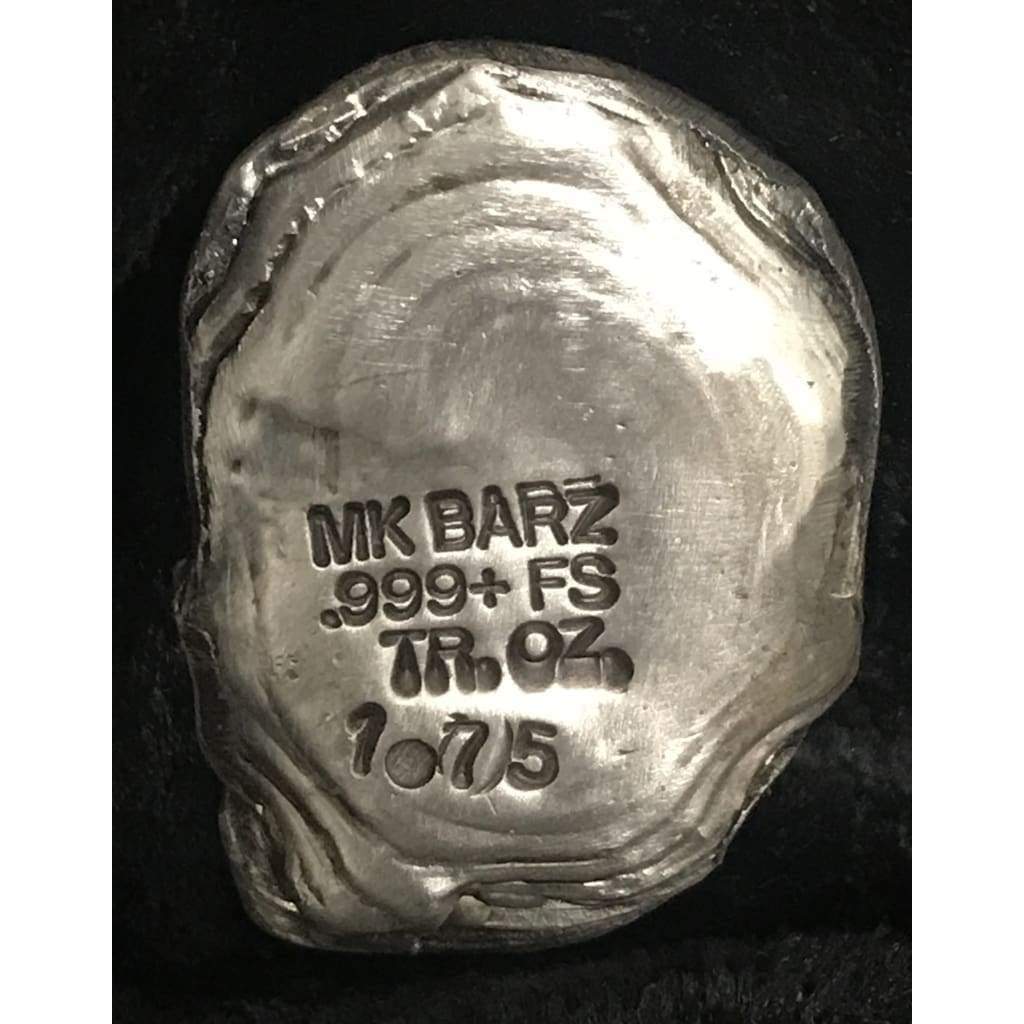 MK BARZ
.999+ FS
TR. OZ.
1.75